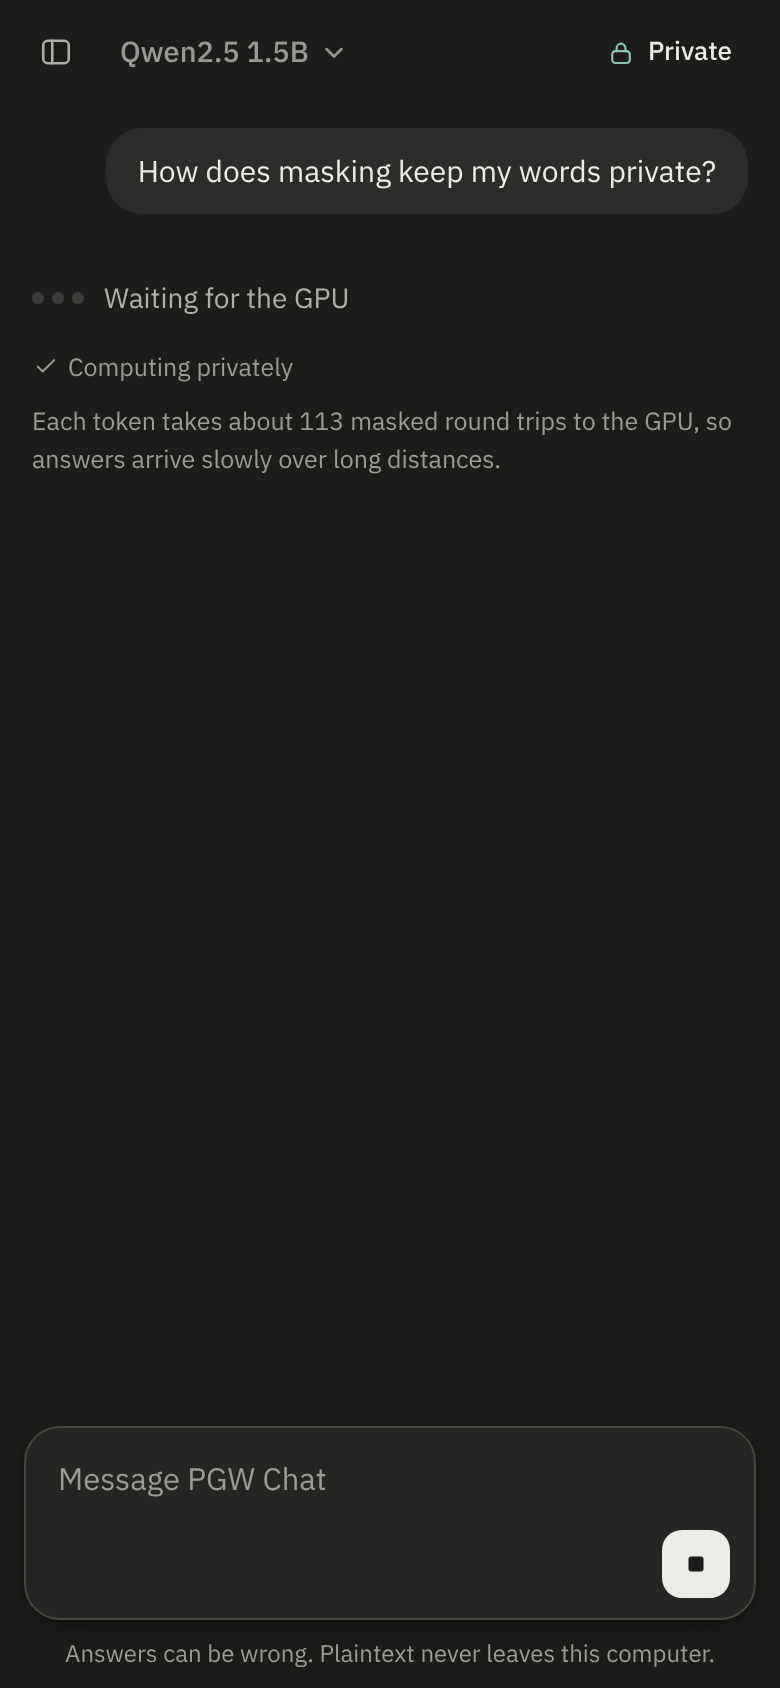 Qwen2.5 1.5B
Private
How does masking keep my words private?
Waiting for the GPU
Computing privately
Each token takes about 113 masked round trips to the GPU, so
answers arrive slowly over long distances.
Message PGW Chat
Answers can be wrong. Plaintext never leaves this computer.